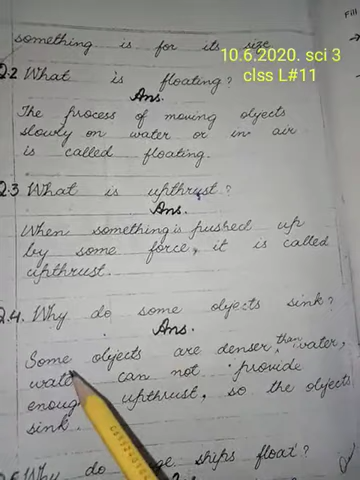 something is for its size
10.6.2020. sci 3
clss L#11
Fill
Q.2 What is floating?
Ans.
The process of moving objects
slowly on water or in air
is called floating.
Q.3 What is upthrust?
Ans.
When something is pushed up
by some force, it is called
upthrust.
Q.4. Why do some objects sink?
Ans.
Some objects are denser than water,
water can not provide
enough upthrust, so the objects
sink.
Why do ships float?